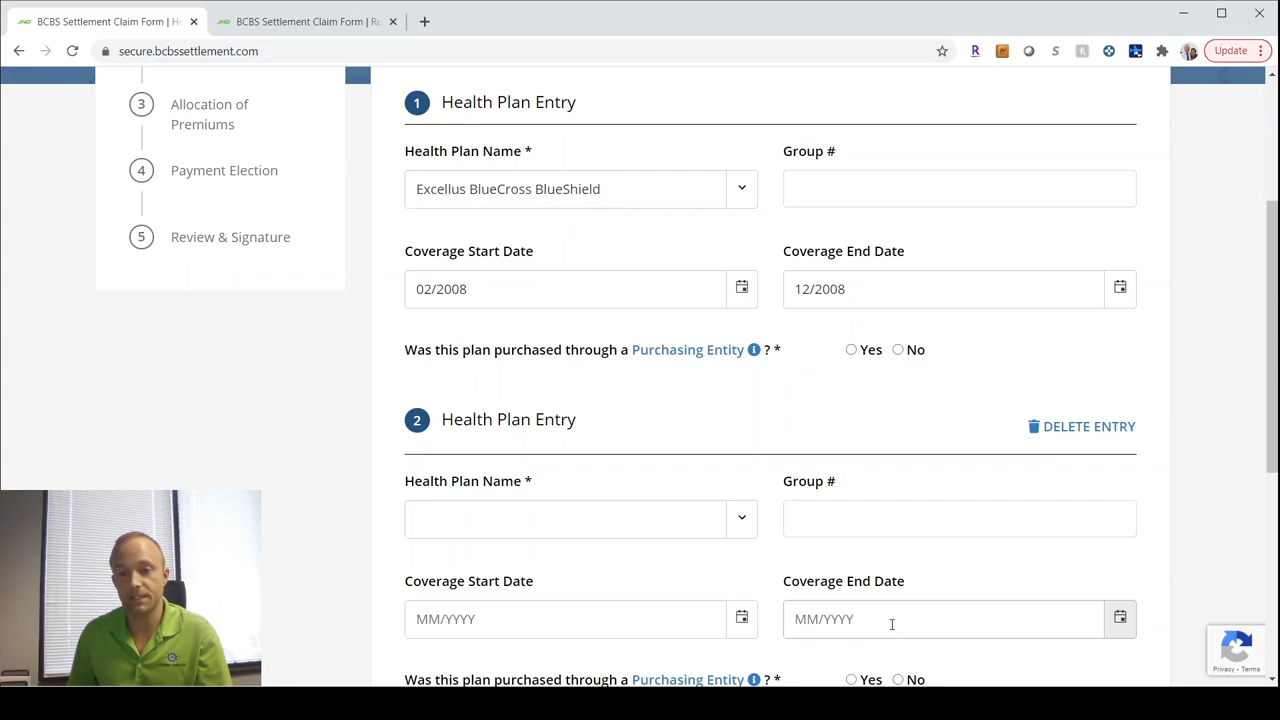 BCBS Settlement Claim Form | H
BCBS Settlement Claim Form | R
secure.bcbssettlement.com
Update
3
Allocation of
Premiums
4
Payment Election
5
Review & Signature
1
Health Plan Entry
Health Plan Name *
Group #
Excellus BlueCross BlueShield
Coverage Start Date
Coverage End Date
02/2008
12/2008
Was this plan purchased through a Purchasing Entity ? *
Yes
No
2
Health Plan Entry
DELETE ENTRY
Health Plan Name *
Group #
Coverage Start Date
Coverage End Date
MM/YYYY
MM/YYYY
Was this plan purchased through a Purchasing Entity ? *
Yes
No
Privacy - Terms